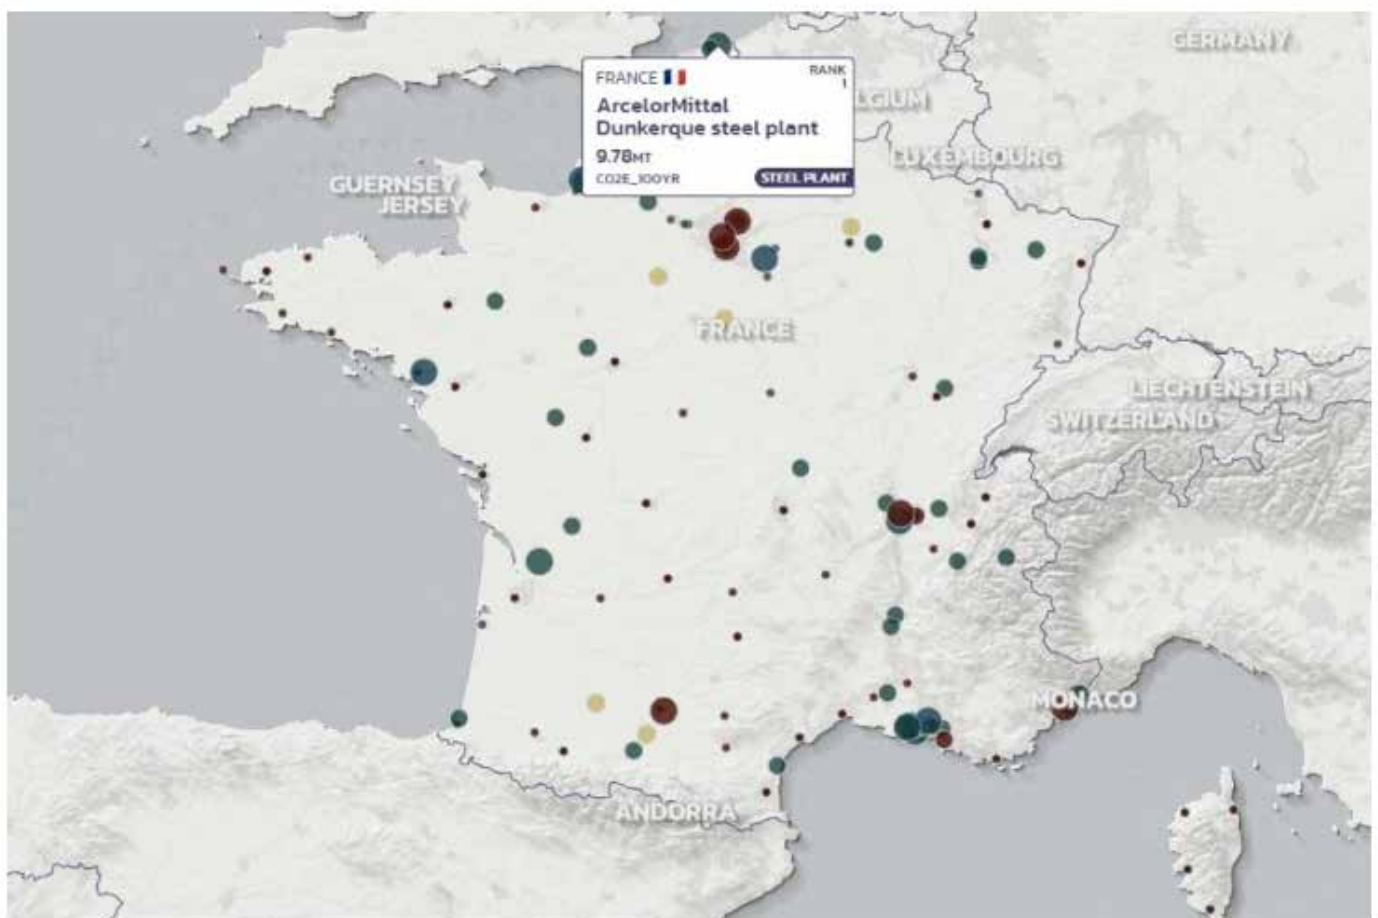 GERMANY
FRANCE
RANK
1
ArcelorMittal
Dunkerque steel plant
9.78MT
CO2E_100YR
STEEL PLANT
LGIUM
LUXEMBOURG
GUERNSEY
JERSEY
FRANCE
LIECHTENSTEIN
SWITZERLAND
MONACO
ANDORRA